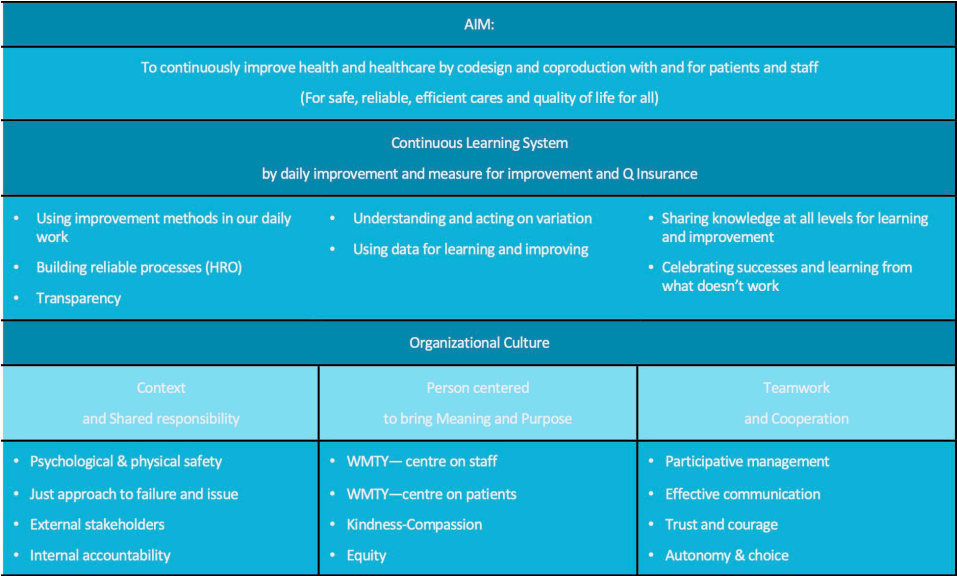 AIM:
To continuously improve health and healthcare by codesign and coproduction with and for patients and staff
(For safe, reliable, efficient cares and quality of life for all)
Continuous Learning System
by daily improvement and measure for improvement and Q Insurance
• Using improvement methods in our daily
work
• Building reliable processes (HRO)
• Transparency
• Understanding and acting on variation
• Using data for learning and improving
• Sharing knowledge at all levels for learning
and improvement
• Celebrating successes and learning from
what doesn't work
Organizational Culture
Context
and Shared responsibility
Person centered
to bring Meaning and Purpose
Teamwork
and Cooperation
• Psychological & physical safety
• Just approach to failure and issue
• External stakeholders
• Internal accountability
• WMTY— centre on staff
• WMTY—centre on patients
• Kindness-Compassion
• Equity
• Participative management
• Effective communication
• Trust and courage
• Autonomy & choice